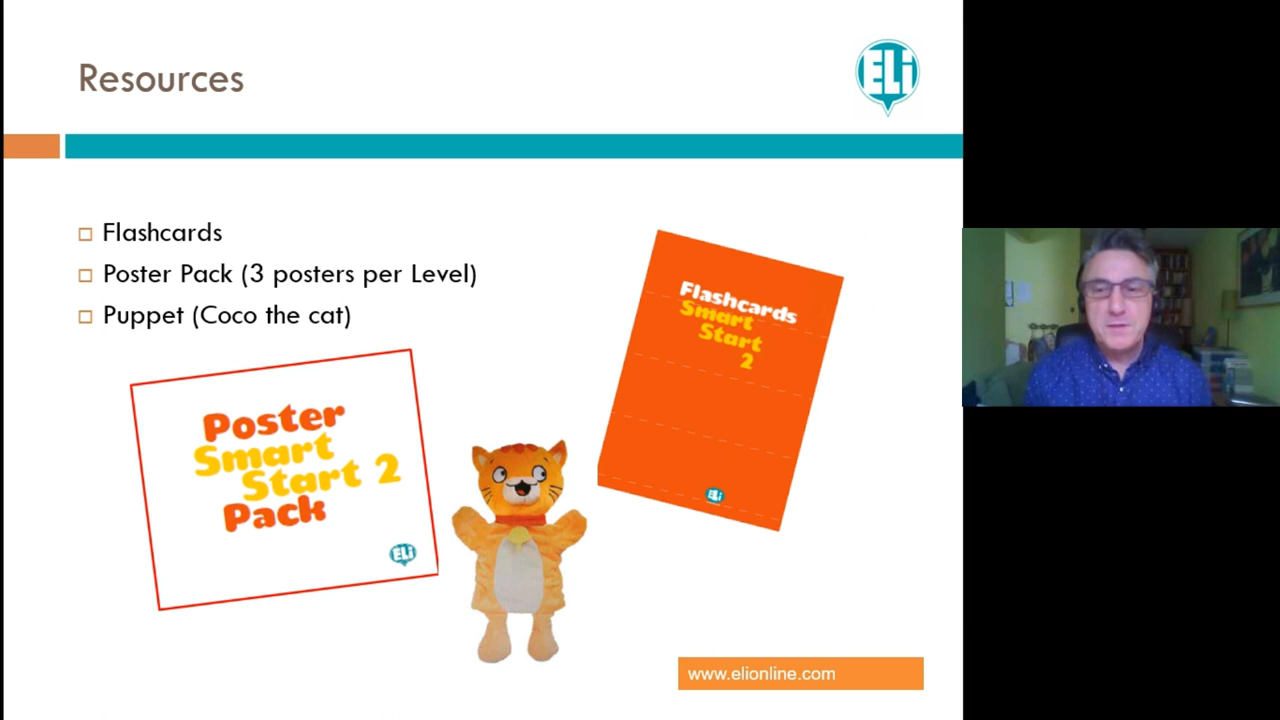 Resources
ELi
Flashcards
Poster Pack (3 posters per Level)
Puppet (Coco the cat)
Flashcards
Smart
Start
2
ELi
Poster
Smart
Start 2
Pack
ELi
www.elionline.com